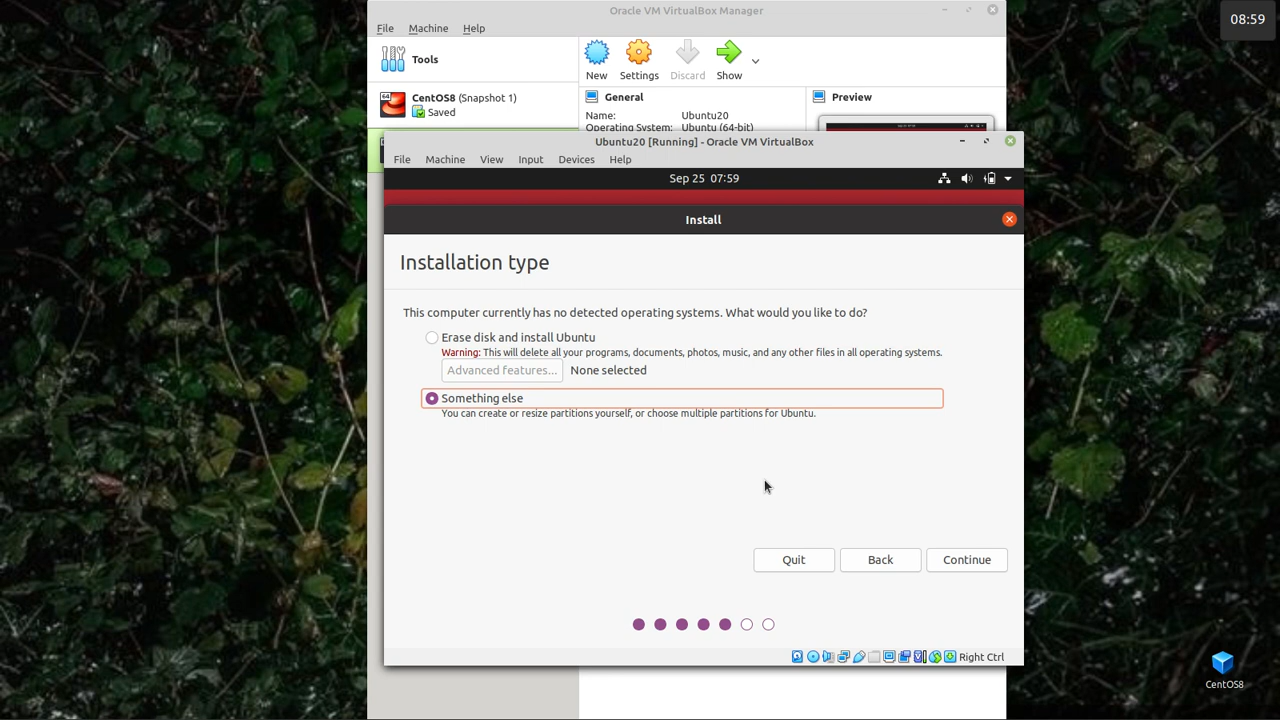 Oracle VM VirtualBox Manager
08:59
File Machine Help
Tools
New Settings Discard Show
CentOS8 (Snapshot 1)
Saved
General
Preview
Name: Ubuntu20
Operating System: Ubuntu (64-bit)
Ubuntu20 [Running] - Oracle VM VirtualBox
File Machine View Input Devices Help
Sep 25 07:59
Install
Installation type
This computer currently has no detected operating systems. What would you like to do?
Erase disk and install Ubuntu
Warning: This will delete all your programs, documents, photos, music, and any other files in all operating systems.
Advanced features... None selected
Something else
You can create or resize partitions yourself, or choose multiple partitions for Ubuntu.
Quit Back Continue
Right Ctrl
CentOS8